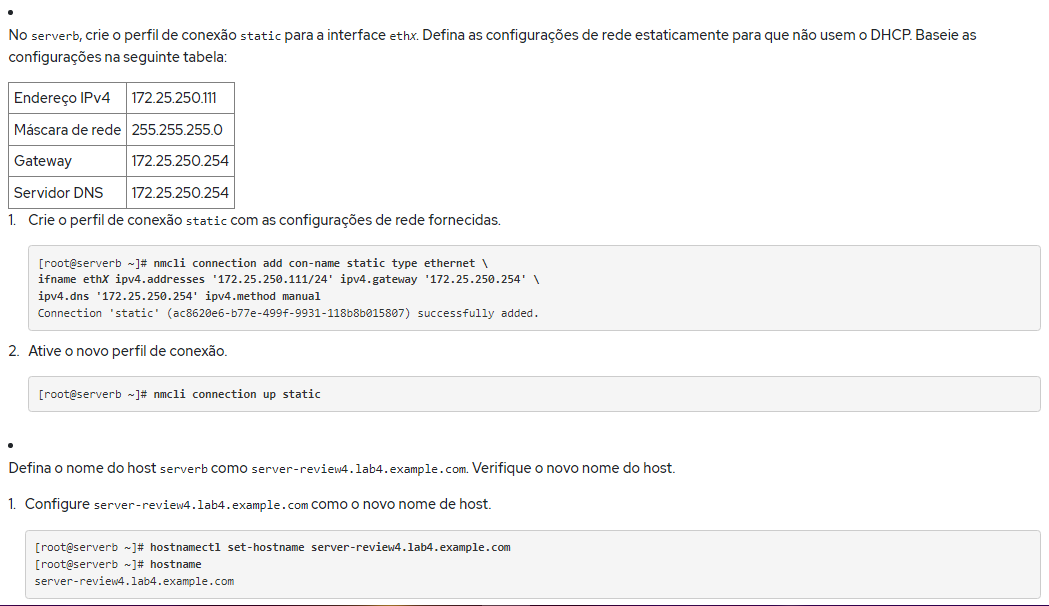 No serverb, crie o perfil de conexão static para a interface ethX. Defina as configurações de rede estaticamente para que não usem o DHCP. Baseie as
configurações na seguinte tabela:
Endereço IPv4 172.25.250.111
Máscara de rede 255.255.255.0
Gateway 172.25.250.254
Servidor DNS 172.25.250.254
1. Crie o perfil de conexão static com as configurações de rede fornecidas.
[root@serverb ~]# nmcli connection add con-name static type ethernet \
ifname ethX ipv4.addresses '172.25.250.111/24' ipv4.gateway '172.25.250.254' \
ipv4.dns '172.25.250.254' ipv4.method manual
Connection 'static' (ac8620e6-b77e-499f-9931-118b8b015807) successfully added.
2. Ative o novo perfil de conexão.
[root@serverb ~]# nmcli connection up static
Defina o nome do host serverb como server-review4.lab4.example.com. Verifique o novo nome do host.
1. Configure server-review4.lab4.example.com como o novo nome de host.
[root@serverb ~]# hostnamectl set-hostname server-review4.lab4.example.com
[root@serverb ~]# hostname
server-review4.lab4.example.com